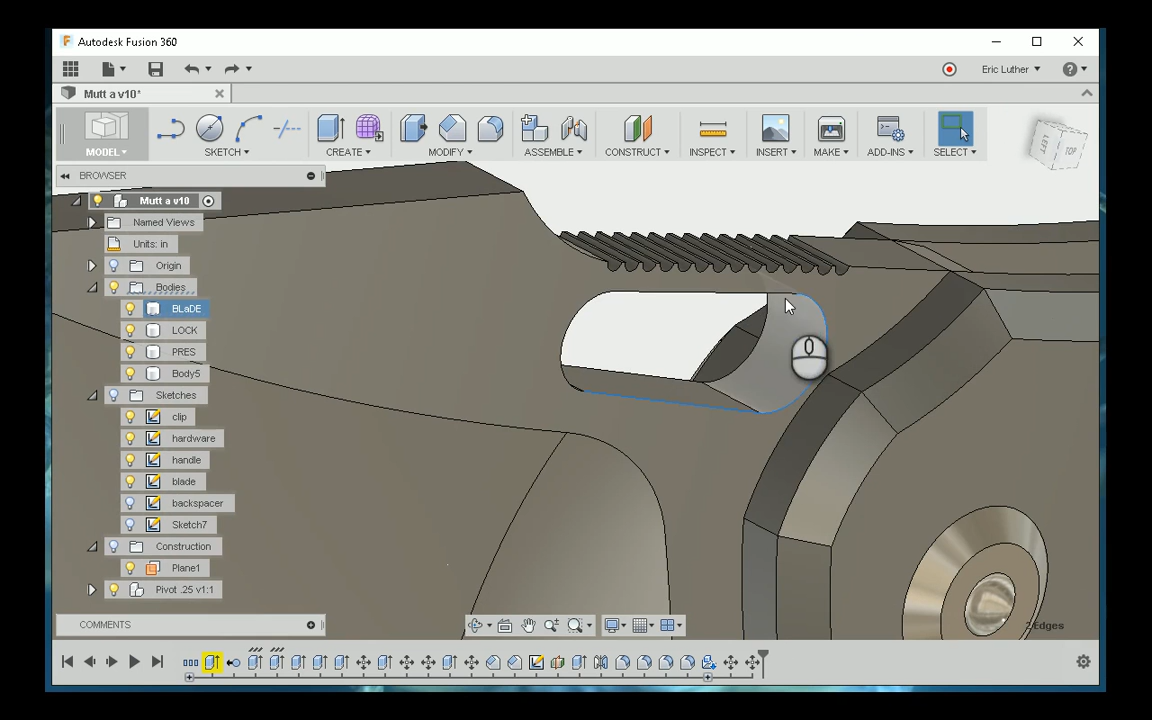 Autodesk Fusion 360
Eric Luther
Mutt a v10*
MODEL
SKETCH
CREATE
MODIFY
ASSEMBLE
CONSTRUCT
INSPECT
INSERT
MAKE
ADD-INS
SELECT
LEFT
TOP
BROWSER
Mutt a v10
Named Views
Units: in
Origin
Bodies
BLaDE
LOCK
PRES
Body5
Sketches
clip
hardware
handle
blade
backspacer
Sketch7
Construction
Plane1
Pivot .25 v1:1
COMMENTS
2 Edges